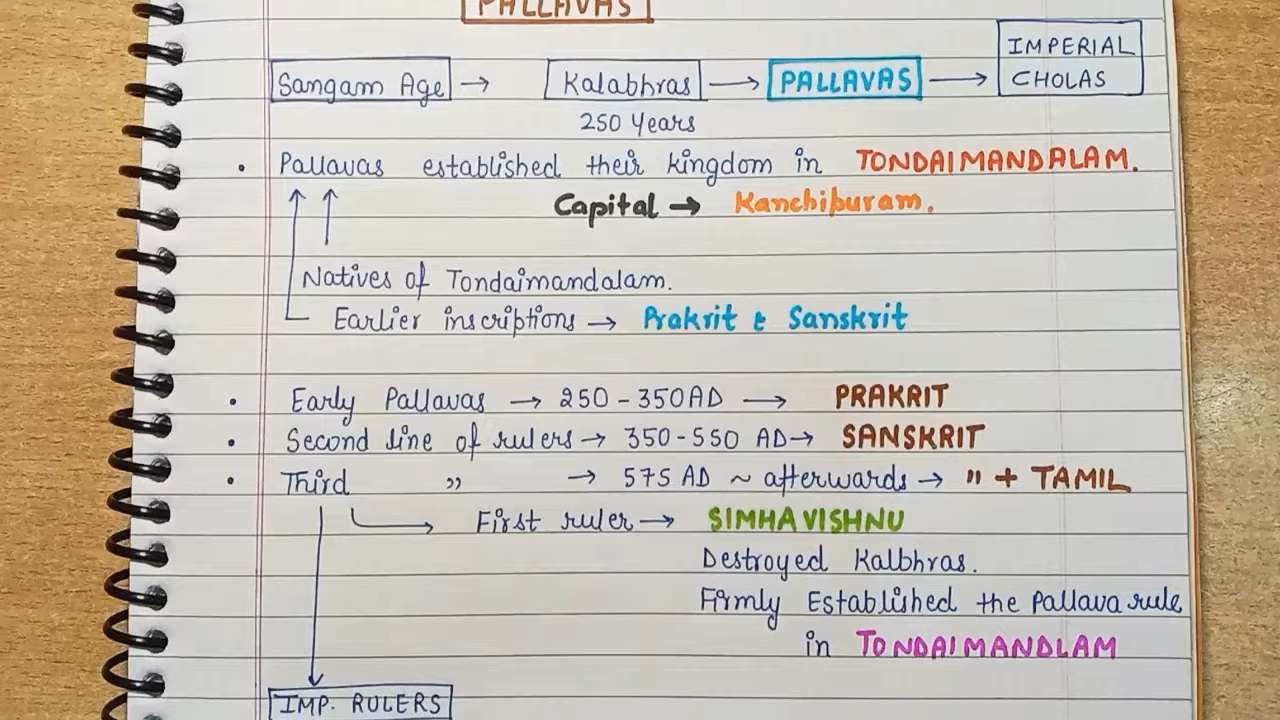 PALLAVAS
Sangam Age → Kalabhras → PALLAVAS → IMPERIAL CHOLAS
250 Years
• Pallavas established their kingdom in TONDAIMANDALAM.
Capital → Kanchipuram.
Natives of Tondaimandalam.
Earlier inscriptions → Prakrit & Sanskrit
• Early Pallavas → 250-350AD → PRAKRIT
• Second line of rulers → 350-550 AD → SANSKRIT
• Third " → 575 AD ~ afterwards → " + TAMIL
First ruler → SIMHAVISHNU
Destroyed Kalbhras.
Firmly Established the Pallava rule
in TONDAIMANDLAM
IMP. RULERS